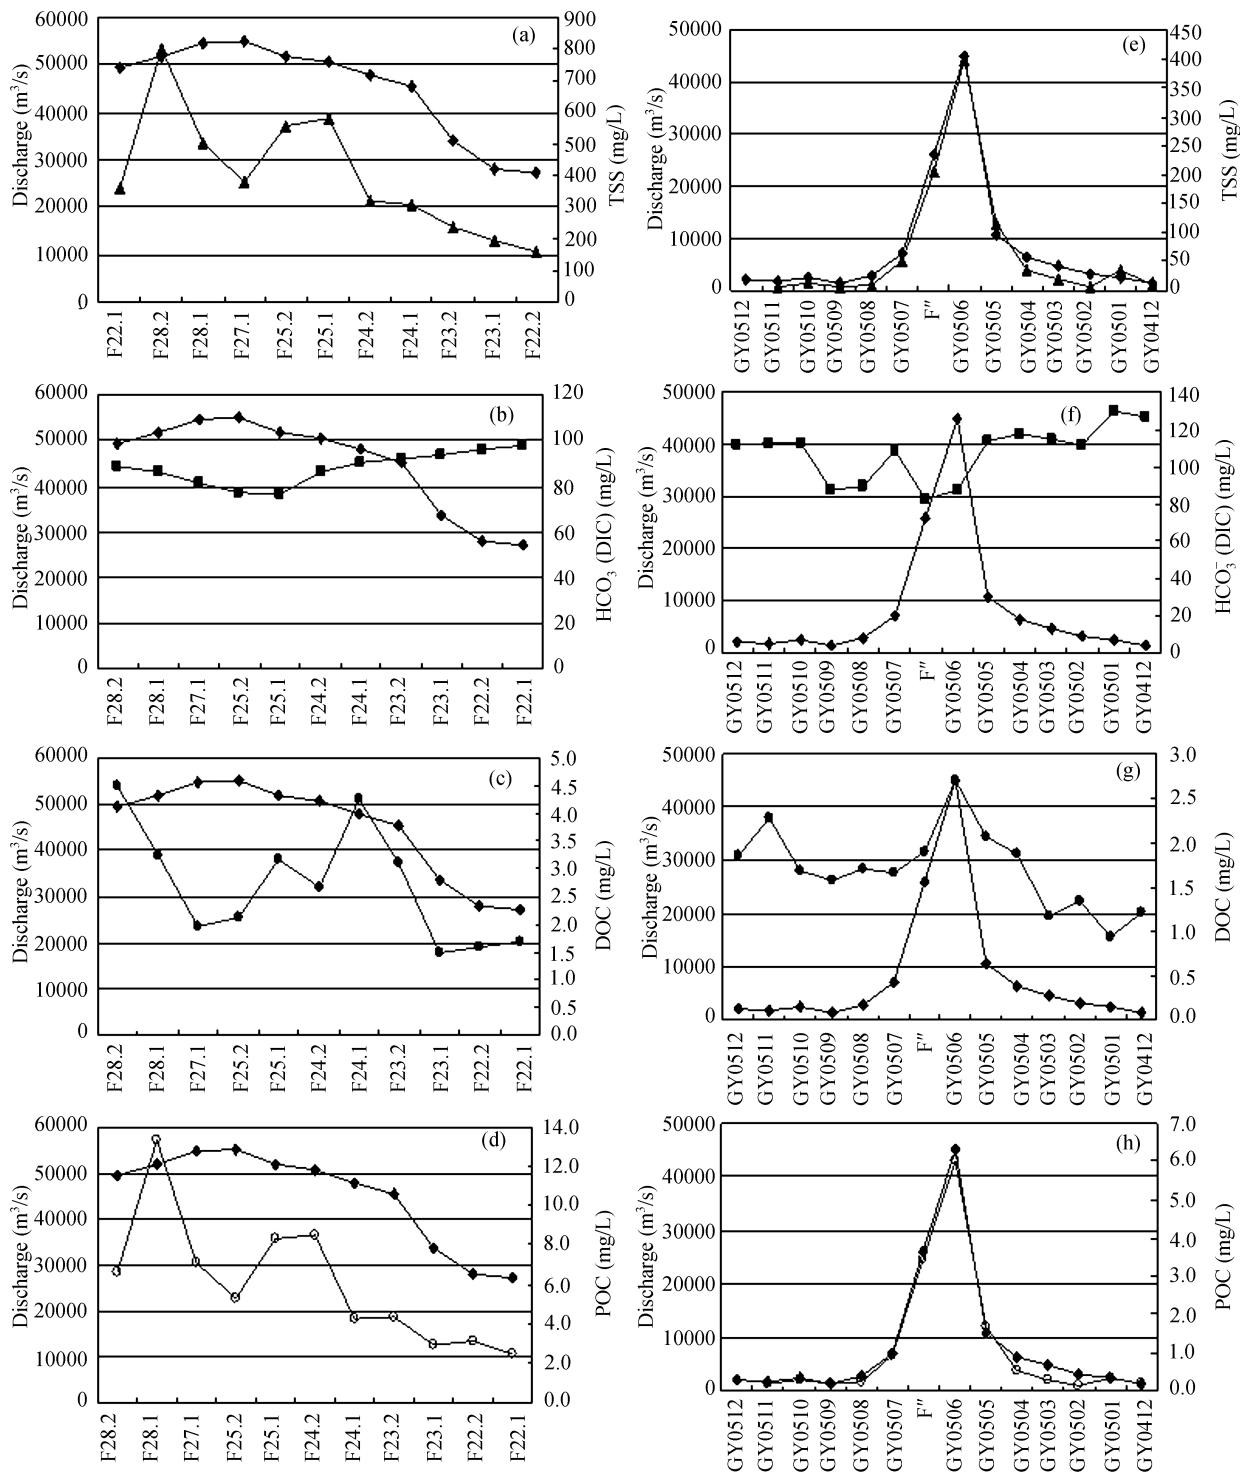 (a)
Discharge (m³/s)
60000
50000
40000
30000
20000
10000
0
900
800
700
600
500
400
300
200
100
0
TSS (mg/L)
F22.1
F28.2
F28.1
F27.1
F25.2
F25.1
F24.2
F24.1
F23.2
F23.1
F22.2
(e)
Discharge (m³/s)
50000
40000
30000
20000
10000
0
450
400
350
300
250
200
150
100
50
0
TSS (mg/L)
GY0512
GY0511
GY0510
GY0509
GY0508
GY0507
F″
GY0506
GY0505
GY0504
GY0503
GY0502
GY0501
GY0412
(b)
Discharge (m³/s)
60000
50000
40000
30000
20000
10000
0
120
100
80
60
40
20
0
HCO₃ (DIC) (mg/L)
F28.2
F28.1
F27.1
F25.2
F25.1
F24.2
F24.1
F23.2
F23.1
F22.2
F22.1
(f)
Discharge (m³/s)
50000
40000
30000
20000
10000
0
140
120
100
80
60
40
20
0
HCO₃⁻ (DIC) (mg/L)
GY0512
GY0511
GY0510
GY0509
GY0508
GY0507
F″
GY0506
GY0505
GY0504
GY0503
GY0502
GY0501
GY0412
(c)
Discharge (m³/s)
60000
50000
40000
30000
20000
10000
0
5.0
4.5
4.0
3.5
3.0
2.5
2.0
1.5
1.0
0.5
0.0
DOC (mg/L)
F28.2
F28.1
F27.1
F25.2
F25.1
F24.2
F24.1
F23.2
F23.1
F22.2
F22.1
(g)
Discharge (m³/s)
50000
40000
30000
20000
10000
0
3.0
2.5
2.0
1.5
1.0
0.5
0.0
DOC (mg/L)
GY0512
GY0511
GY0510
GY0509
GY0508
GY0507
F″
GY0506
GY0505
GY0504
GY0503
GY0502
GY0501
GY0412
(d)
Discharge (m³/s)
60000
50000
40000
30000
20000
10000
0
14.0
12.0
10.0
8.0
6.0
4.0
2.0
0.0
POC (mg/L)
F28.2
F28.1
F27.1
F25.2
F25.1
F24.2
F24.1
F23.2
F23.1
F22.2
F22.1
(h)
Discharge (m³/s)
50000
40000
30000
20000
10000
0
7.0
6.0
5.0
4.0
3.0
2.0
1.0
0.0
POC (mg/L)
GY0512
GY0511
GY0510
GY0509
GY0508
GY0507
F″
GY0506
GY0505
GY0504
GY0503
GY0502
GY0501
GY0412